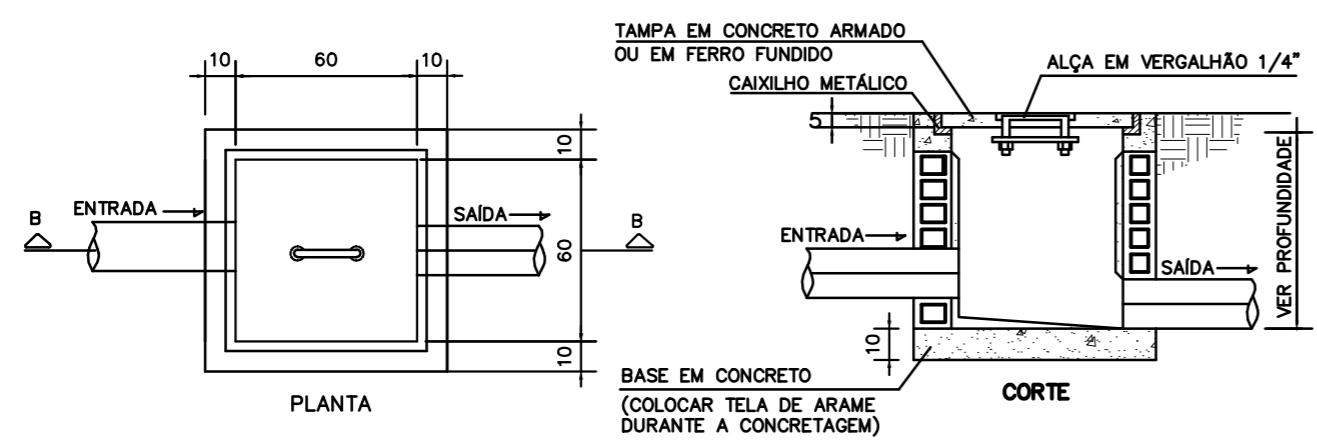 10
60
10
10
60
10
ENTRADA
SAÍDA
B
B
PLANTA
TAMPA EM CONCRETO ARMADO
OU EM FERRO FUNDIDO
CAIXILHO METÁLICO
ALÇA EM VERGALHÃO 1/4"
5
ENTRADA
SAÍDA
VER PROFUNDIDADE
10
BASE EM CONCRETO
(COLOCAR TELA DE ARAME
DURANTE A CONCRETAGEM)
CORTE